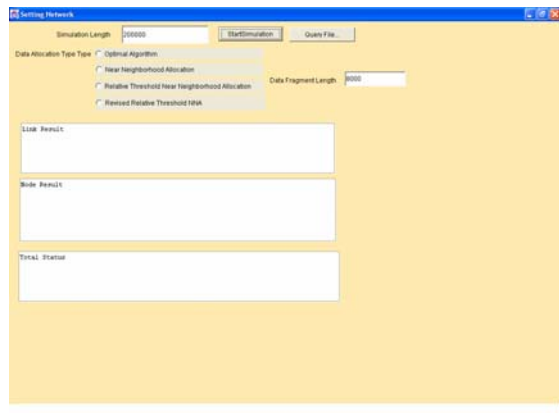 Setting Network
Simulation Length 200000 StartSimulation Query File...
Data Allocation Type Type Optimal Algorithm
Near Neighborhood Allocation
Data Fragment Length 8000
Relative Threshold Near Neighborhood Allocation
Revised Relative Threshold NNA
Link Result
Node Result
Total Status